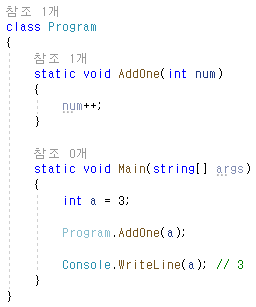 참조 1개
class Program
{
참조 1개
static void AddOne(int num)
{
num++;
}
참조 0개
static void Main(string[] args)
{
int a = 3;
Program.AddOne(a);
Console.WriteLine(a); // 3
}
}